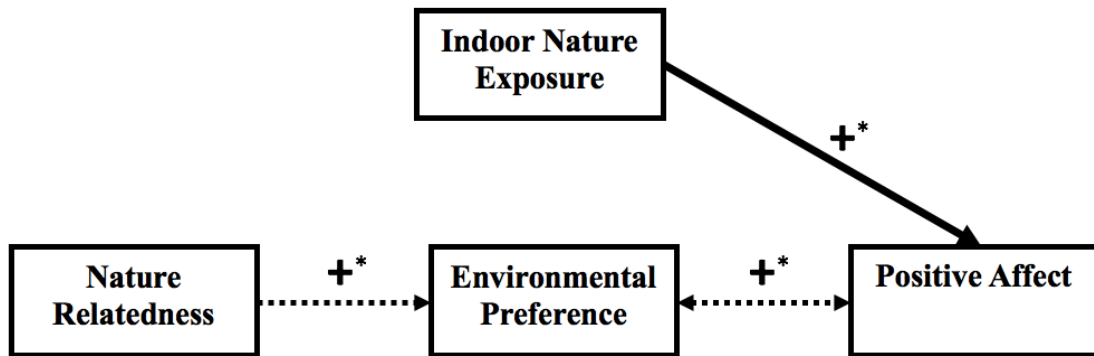 Indoor Nature
Exposure
+*
Nature
Relatedness
+*
Environmental
Preference
+*
Positive Affect